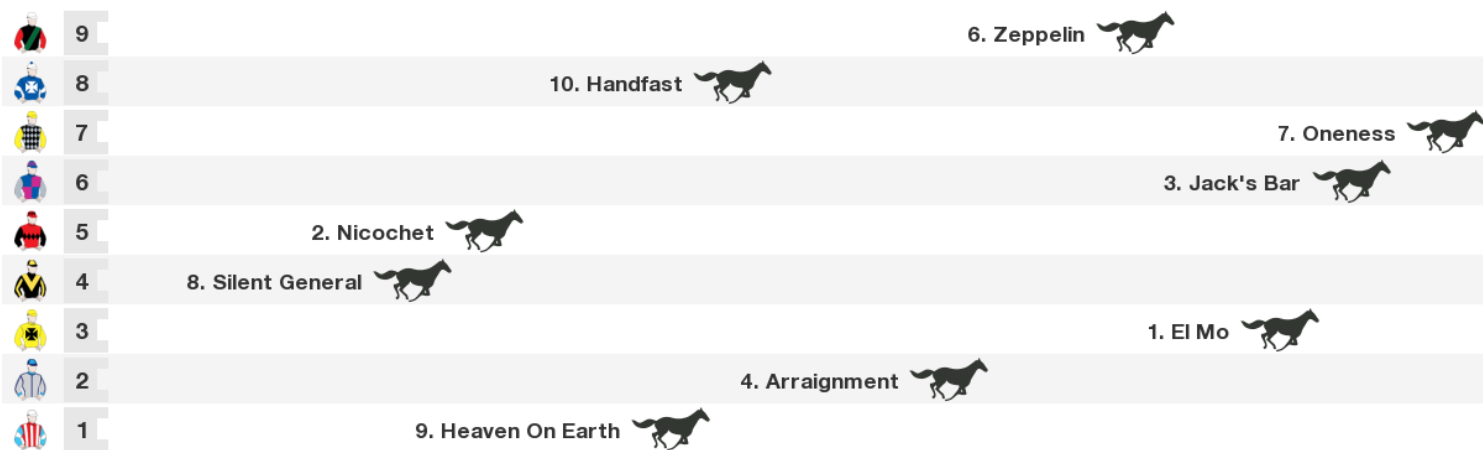 9 6. Zeppelin
8 10. Handfast
7 7. Oneness
6 3. Jack's Bar
5 2. Nicochet
4 8. Silent General
3 1. El Mo
2 4. Arraignment
1 9. Heaven On Earth